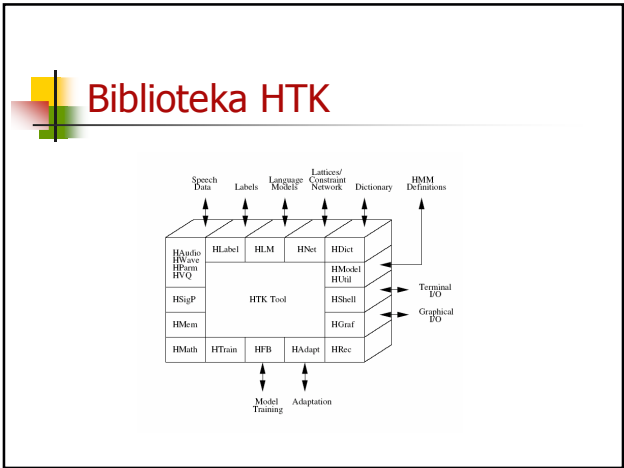 Biblioteka HTK
Speech
Data
Labels
Language
Models
Lattices/
Constraint
Network
Dictionary
HMM
Definitions
HAudio
HWave
HParm
HVQ
HLabel
HLM
HNet
HDict
HModel
HUtil
HSigP
HTK Tool
HShell
Terminal
I/O
HMem
HGraf
Graphical
I/O
HMath
HTrain
HFB
HAdapt
HRec
Model
Training
Adaptation